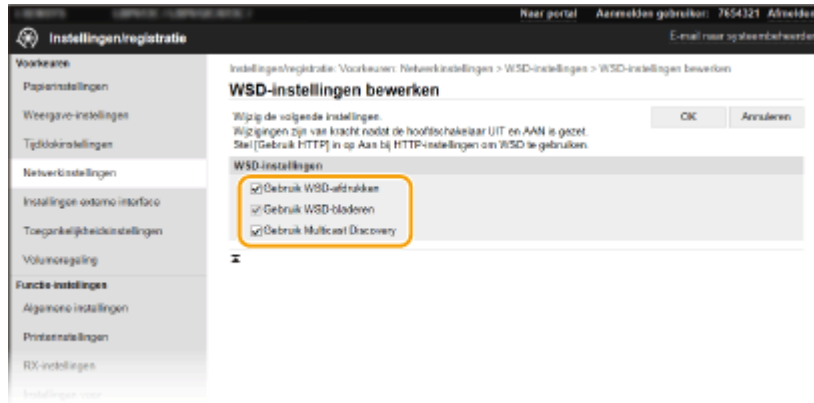 Naar portal Aanmelden gebruiker: 7654321 Afmelden
Instellingen/registratie
E-mail naar systeembeheerder
Voorkeuren
Papierinstellingen
Weergave-instellingen
Tijdklokinstellingen
Netwerkinstellingen
Instellingen externe interface
Toegankelijkheidsinstellingen
Volumeregeling
Functie-instellingen
Algemene instellingen
Printerinstellingen
RX-instellingen
Instellingen voor
Instellingen/registratie: Voorkeuren: Netwerkinstellingen > WSD-instellingen > WSD-instellingen bewerken
WSD-instellingen bewerken
Wijzig de volgende instellingen.
Wijzigingen zijn van kracht nadat de hoofdschakelaar UIT en AAN is gezet.
Stel [Gebruik HTTP] in op Aan bij HTTP-instellingen om WSD te gebruiken.
OK Annuleren
WSD-instellingen
Gebruik WSD-afdrukken
Gebruik WSD-bladeren
Gebruik Multicast Discovery